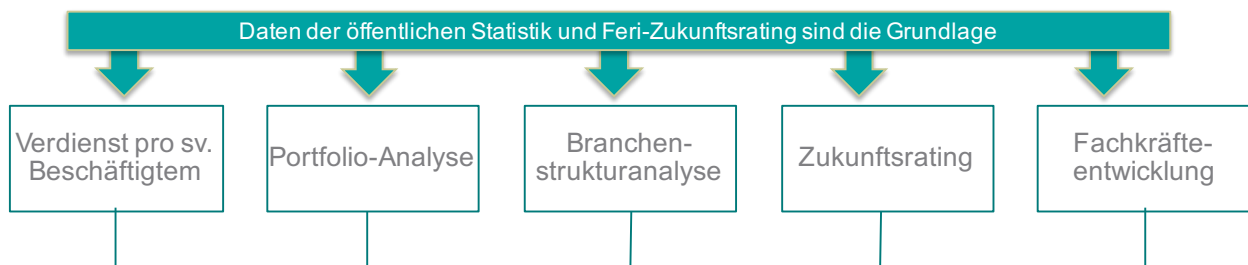 Daten der öffentlichen Statistik und Feri-Zukunftsrating sind die Grundlage
Verdienst pro sv.
Beschäftigtem
Portfolio-Analyse
Branchen-
strukturanalyse
Zukunftsrating
Fachkräfte-
entwicklung